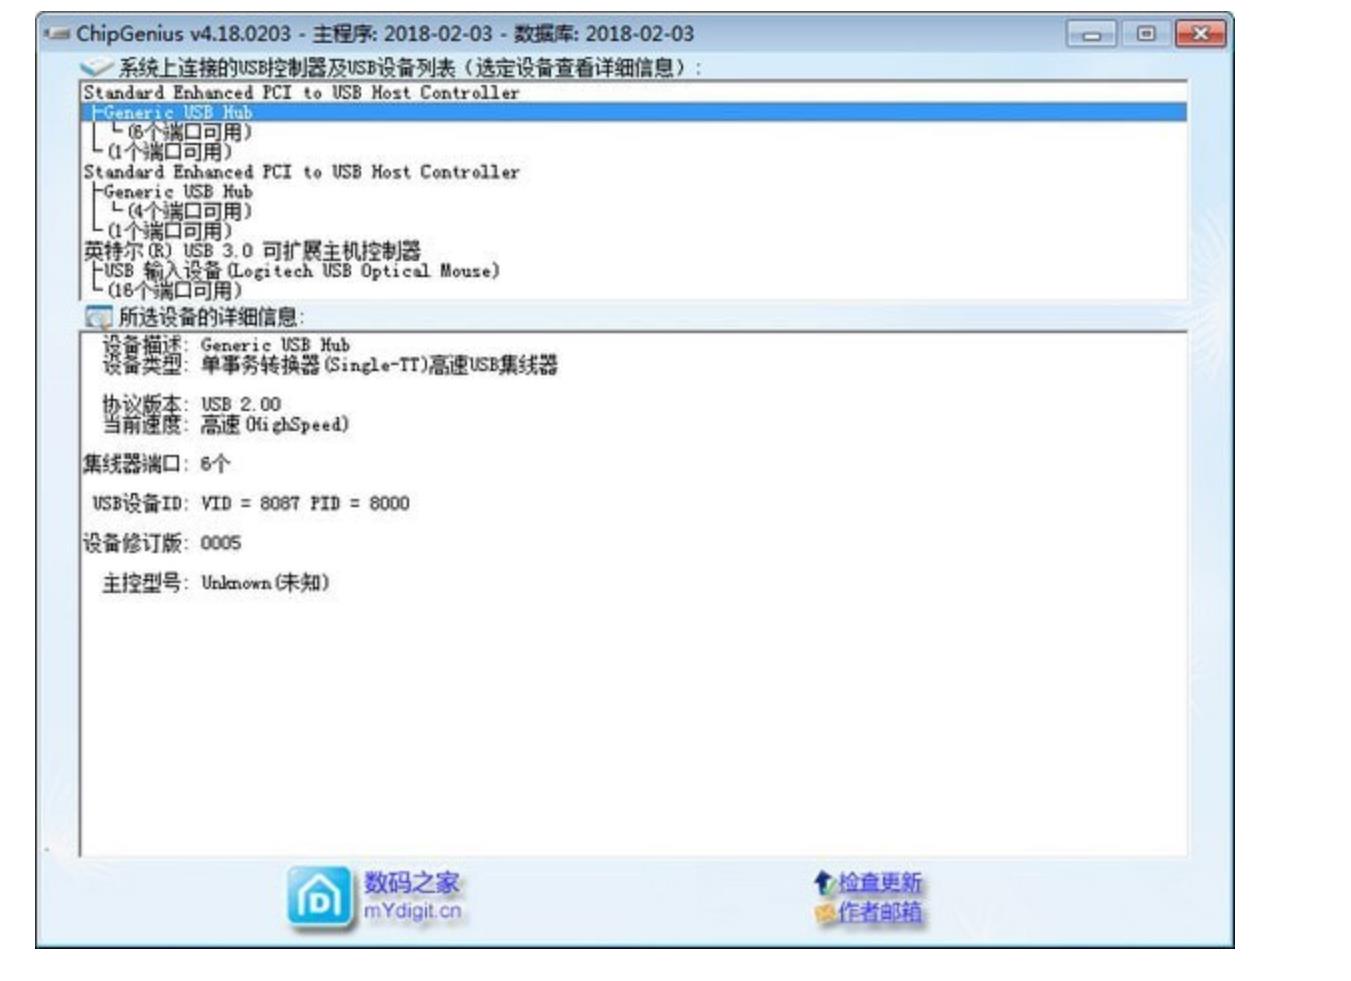 ChipGenius v4.18.0203 - 主程序: 2018-02-03 - 数据库: 2018-02-03
系统上连接的USB控制器及USB设备列表（选定设备查看详细信息）:
Standard Enhanced PCI to USB Host Controller
├Generic USB Hub
│└(6个端口可用)
└(1个端口可用)
Standard Enhanced PCI to USB Host Controller
├Generic USB Hub
│└(4个端口可用)
└(1个端口可用)
英特尔(R) USB 3.0 可扩展主机控制器
├USB 输入设备(Logitech USB Optical Mouse)
└(16个端口可用)
所选设备的详细信息:
设备描述: Generic USB Hub
设备类型: 单事务转换器(Single-TT)高速USB集线器
协议版本: USB 2.00
当前速度: 高速(HighSpeed)
集线器端口: 6个
USB设备ID: VID = 8087 PID = 8000
设备修订版: 0005
主控型号: Unknown(未知)
数码之家
mYdigit.cn
检查更新
作者邮箱